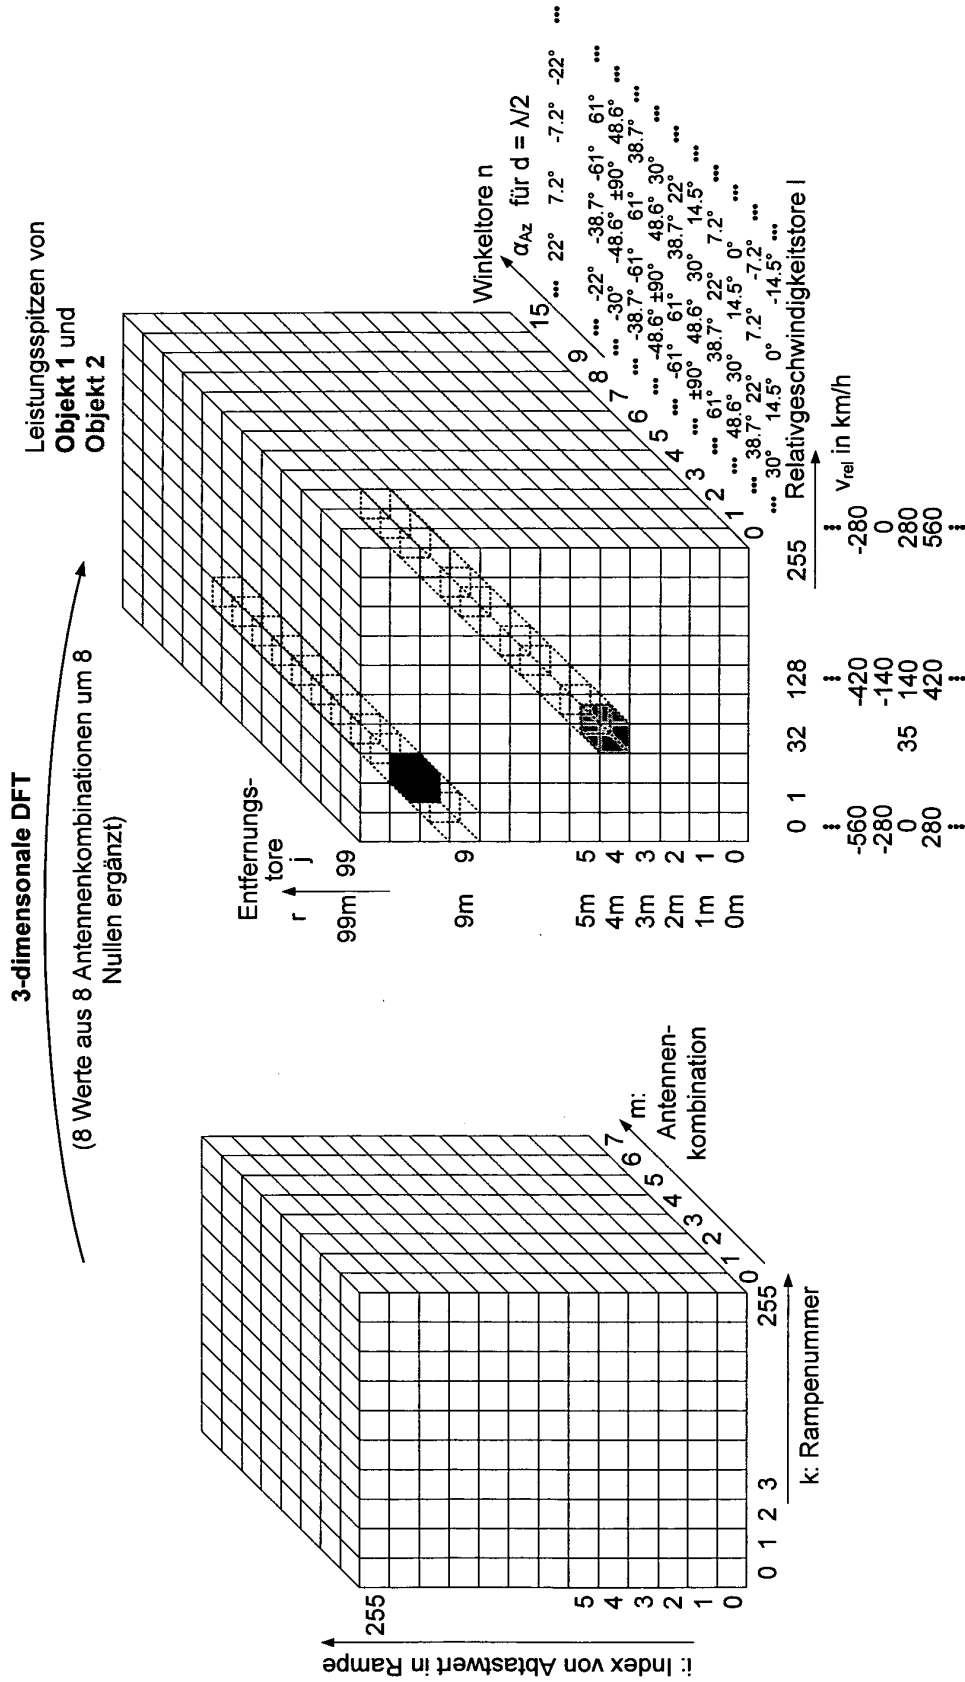 3-dimensonale DFT
(8 Werte aus 8 Antennenkombinationen um 8
Nullen ergänzt)
Leistungsspitzen von
Objekt 1 und
Objekt 2
i: Index von Abtastwert in Rampe
255
5
4
3
2
1
0
0 1 2 3 255
k: Rampenummer
0
1
2
3
4
5
6
7
m:
Antennen-
kombination
Entfernungs-
tore
r j
99m 99
9m 9
5m 5
4m 4
3m 3
2m 2
1m 1
0m 0
Winkeltore n
α_Az für d = λ/2
15 ... 22° 7.2° -7.2° -22° ...
9 ... -22° -38.7° -61° 61° ...
8 ... -30° -48.6° ±90° 48.6° ...
7 ... -38.7° -61° 61° 38.7° ...
6 ... -48.6° ±90° 48.6° 30° ...
5 ... -61° 61° 38.7° 22° ...
4 ... ±90° 48.6° 30° 14.5° ...
3 ... 61° 38.7° 22° 7.2° ...
2 ... 48.6° 30° 14.5° 0° ...
1 ... 38.7° 22° 7.2° -7.2° ...
0 ... 30° 14.5° 0° -14.5° ...
0 1 32 128 255
Relativgeschwindigkeitstore l
v_rel in km/h
... ... ...
-560 -420 -280
-280 -140 0
0 35 140 280
280 420 560
... ... ...